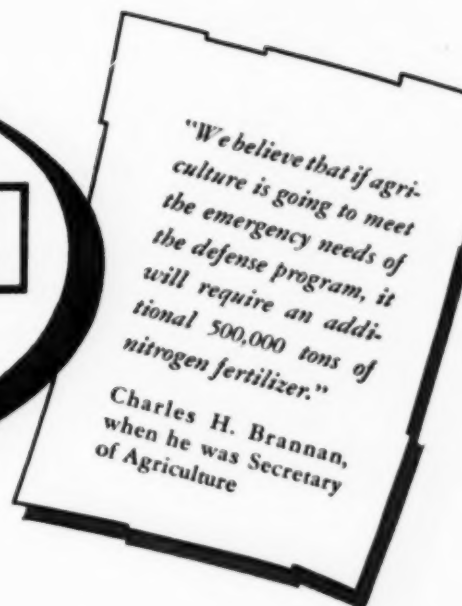 "We believe that if agri-
culture is going to meet
the emergency needs of
the defense program, it
will require an addi-
tional 500,000 tons of
nitrogen fertilizer."
Charles H. Brannan,
when he was Secretary
of Agriculture